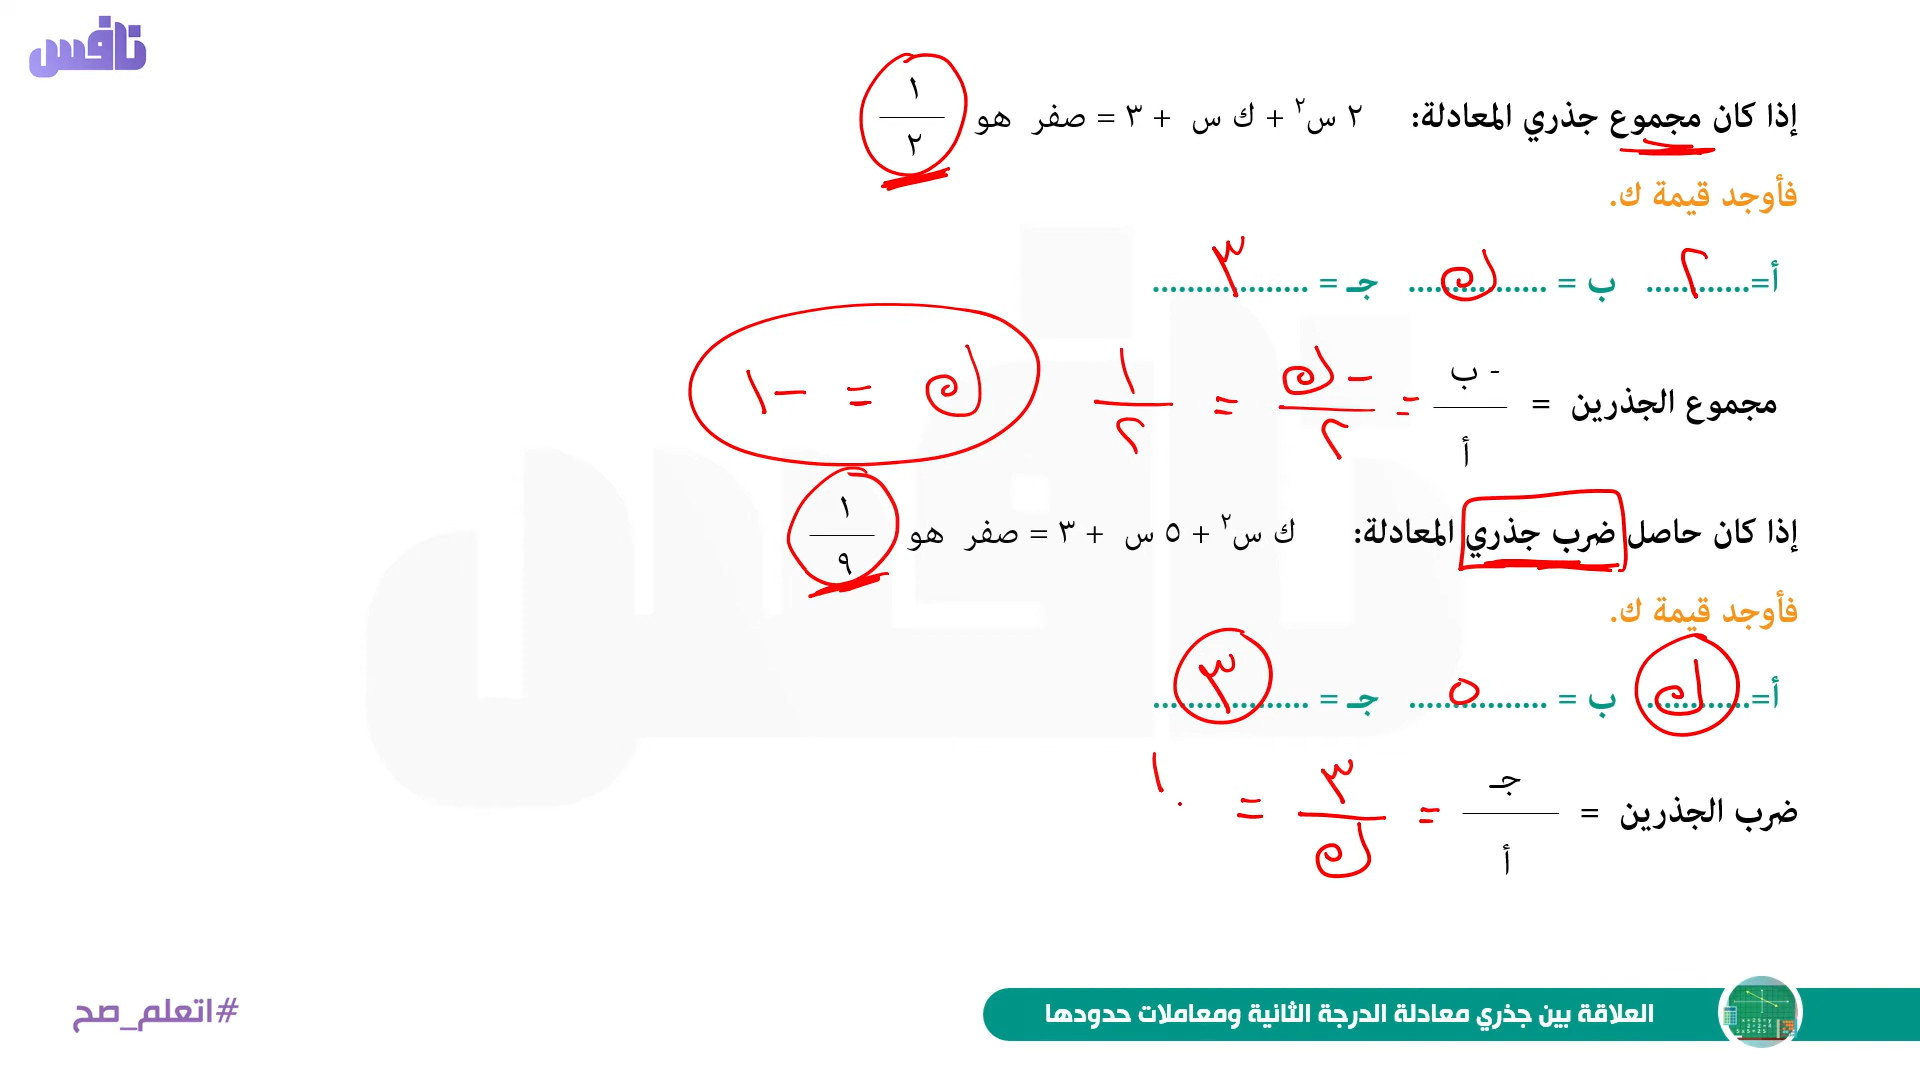 نافس
إذا كان مجموع جذري المعادلة: ٢ س٢ + ك س + ٣ = صفر هو ١/٢
فأوجد قيمة ك.
أ= ٢ ب = ك جـ = ٣
مجموع الجذرين = - ب/أ = - ك/٢ = ١/٢ ك = - ١
إذا كان حاصل ضرب جذري المعادلة: ك س٢ + ٥ س + ٣ = صفر هو ١/٩
فأوجد قيمة ك.
أ= ك ب = ٥ جـ = ٣
ضرب الجذرين = جـ/أ = ٣/ك = ١
العلاقة بين جذري معادلة الدرجة الثانية ومعاملات حدودها
#اتعلم_صح